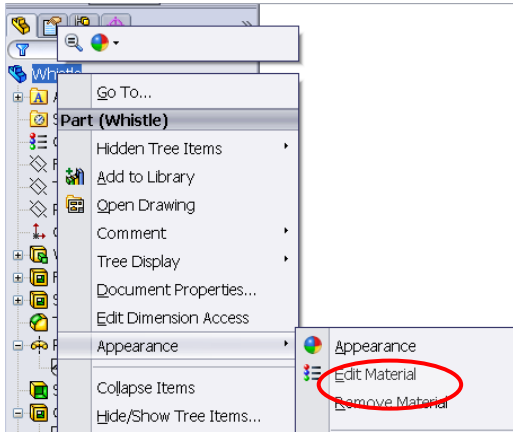 »
Whistle
Go To...
Part (Whistle)
Hidden Tree Items
Add to Library
Open Drawing
Comment
Tree Display
Document Properties...
Edit Dimension Access
Appearance
Appearance
Edit Material
Remove Material
Collapse Items
Hide/Show Tree Items...